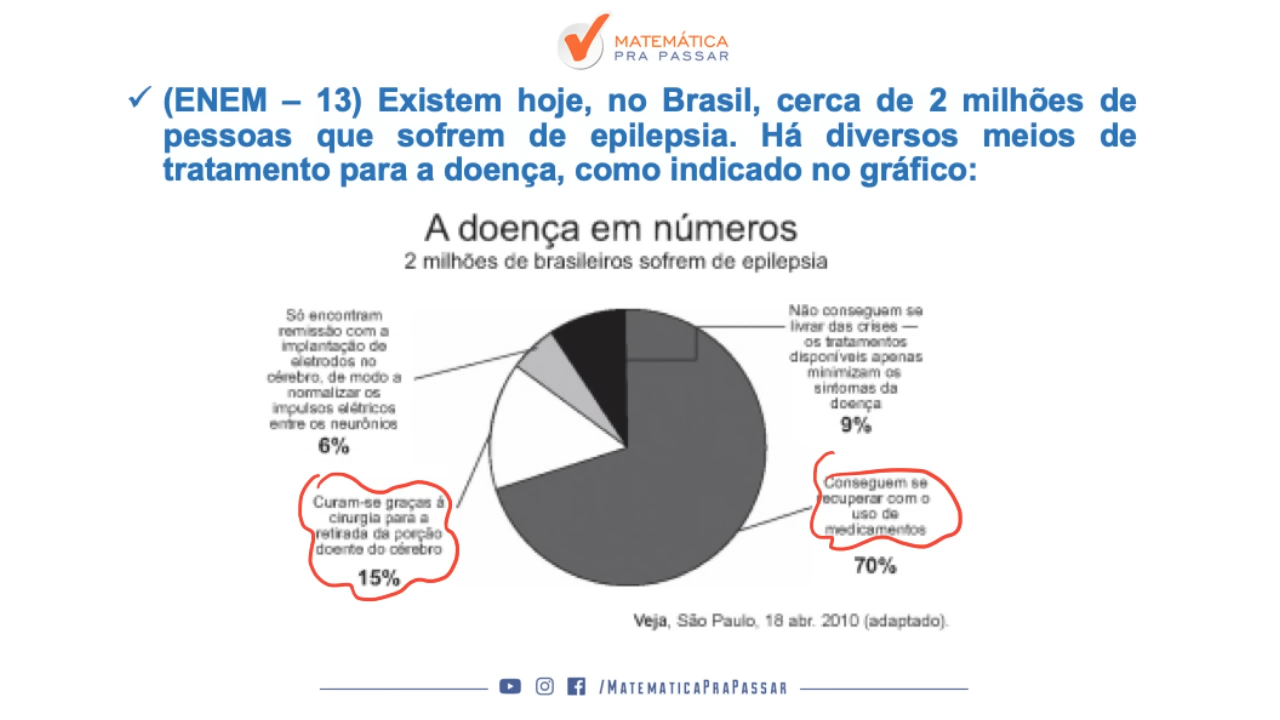 MATEMÁTICA
PRA PASSAR
✓ (ENEM – 13) Existem hoje, no Brasil, cerca de 2 milhões de
pessoas que sofrem de epilepsia. Há diversos meios de
tratamento para a doença, como indicado no gráfico:
A doença em números
2 milhões de brasileiros sofrem de epilepsia
Só encontram
remissão com a
implantação de
eletrodos no
cérebro, de modo a
normalizar os
impulsos elétricos
entre os neurônios
6%
Não conseguem se
livrar das crises —
os tratamentos
disponíveis apenas
minimizam os
sintomas da
doença
9%
Curam-se graças à
cirurgia para a
retirada da porção
doente do cérebro
15%
Conseguem se
recuperar com o
uso de
medicamentos
70%
Veja, São Paulo, 18 abr. 2010 (adaptado).
/MATEMATICAPRAPASSAR